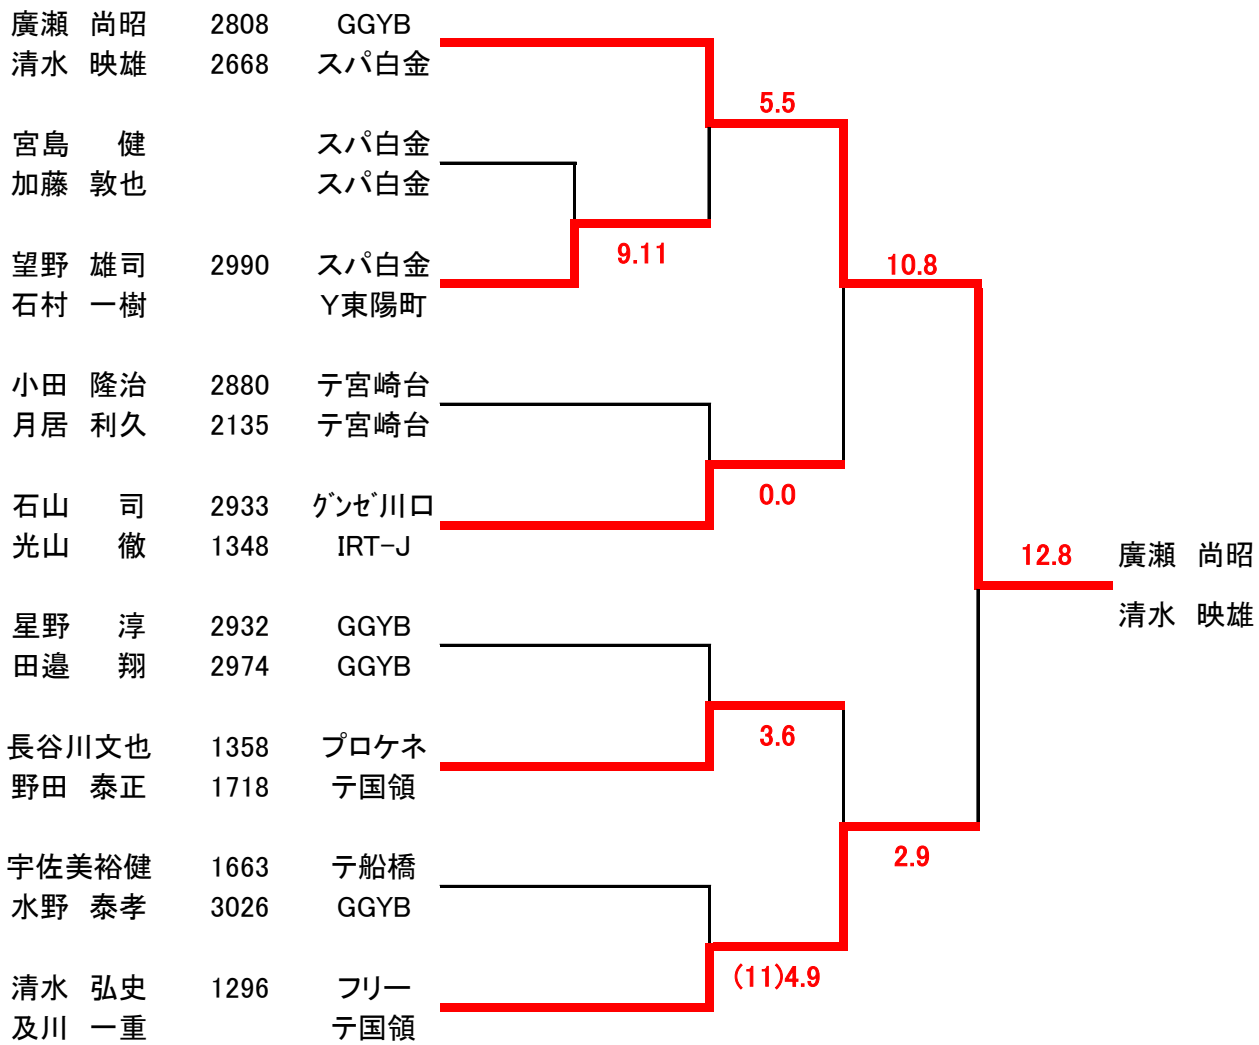 廣瀬 尚昭 2808 GGYB
清水 映雄 2668 スパ白金
5.5
宮島 健 スパ白金
加藤 敦也 スパ白金
9.11
望野 雄司 2990 スパ白金
10.8
石村 一樹 Y東陽町
小田 隆治 2880 テ宮崎台
月居 利久 2135 テ宮崎台
0.0
石山 司 2933 グンゼ川口
光山 徹 1348 IRT-J
12.8 廣瀬 尚昭
清水 映雄
星野 淳 2932 GGYB
田邉 翔 2974 GGYB
3.6
長谷川文也 1358 プロケネ
野田 泰正 1718 テ国領
2.9
宇佐美裕健 1663 テ船橋
水野 泰孝 3026 GGYB
(11)4.9
清水 弘史 1296 フリー
及川 一重 テ国領